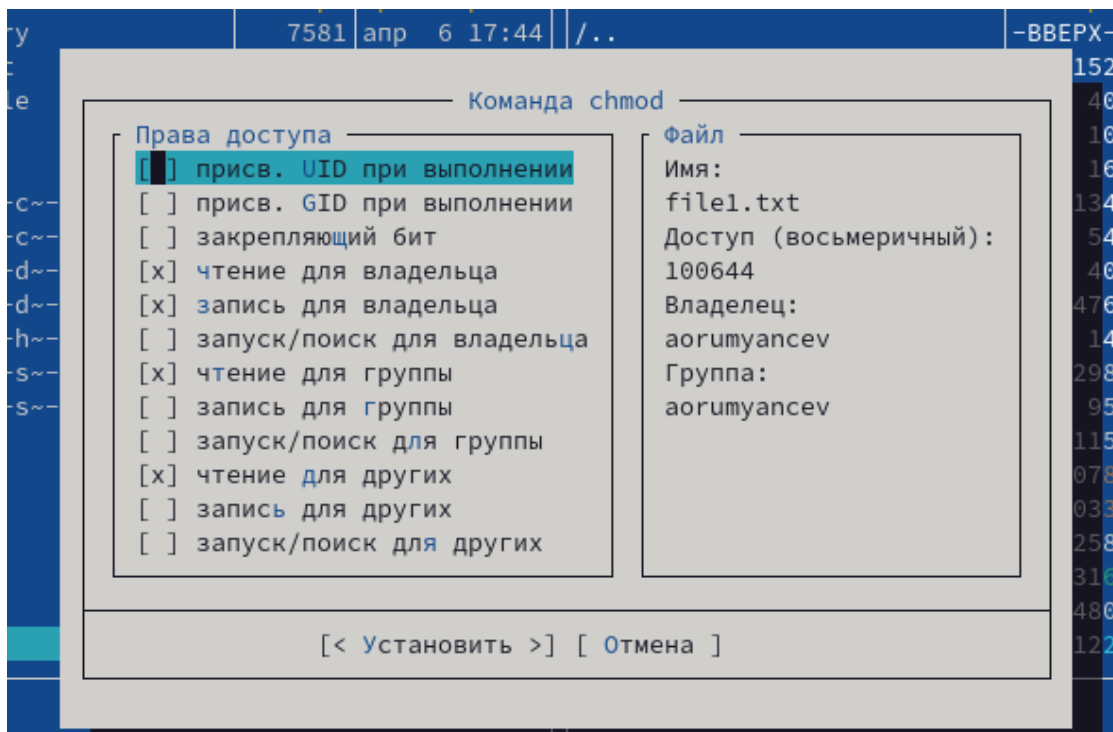 ry 7581 апр 6 17:44 /.. -ВВЕРХ-
Команда chmod
Права доступа
[ ] присв. UID при выполнении
[ ] присв. GID при выполнении
[ ] закрепляющий бит
[x] чтение для владельца
[x] запись для владельца
[ ] запуск/поиск для владельца
[x] чтение для группы
[ ] запись для группы
[ ] запуск/поиск для группы
[x] чтение для других
[ ] запись для других
[ ] запуск/поиск для других
Файл
Имя:
file1.txt
Доступ (восьмеричный):
100644
Владелец:
aorumyancev
Группа:
aorumyancev
[< Установить >] [ Отмена ]